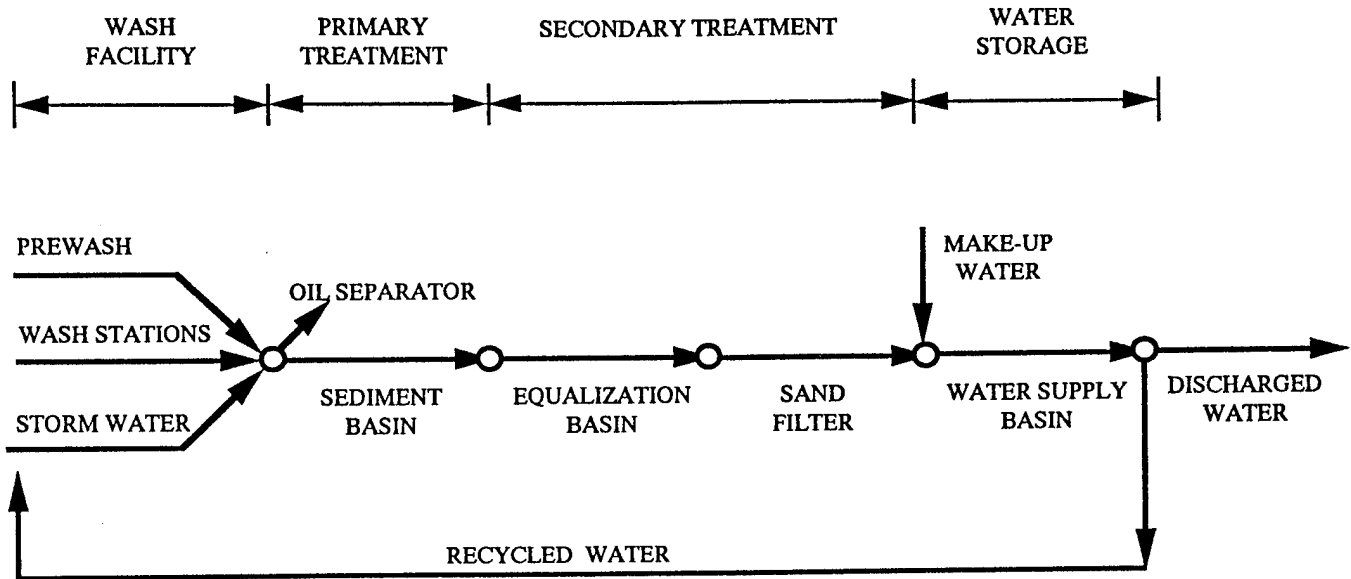 WASH
FACILITY
PRIMARY
TREATMENT
SECONDARY TREATMENT
WATER
STORAGE
PREWASH
MAKE-UP
WATER
OIL SEPARATOR
WASH STATIONS
STORM WATER
SEDIMENT
BASIN
EQUALIZATION
BASIN
SAND
FILTER
WATER SUPPLY
BASIN
DISCHARGED
WATER
RECYCLED WATER